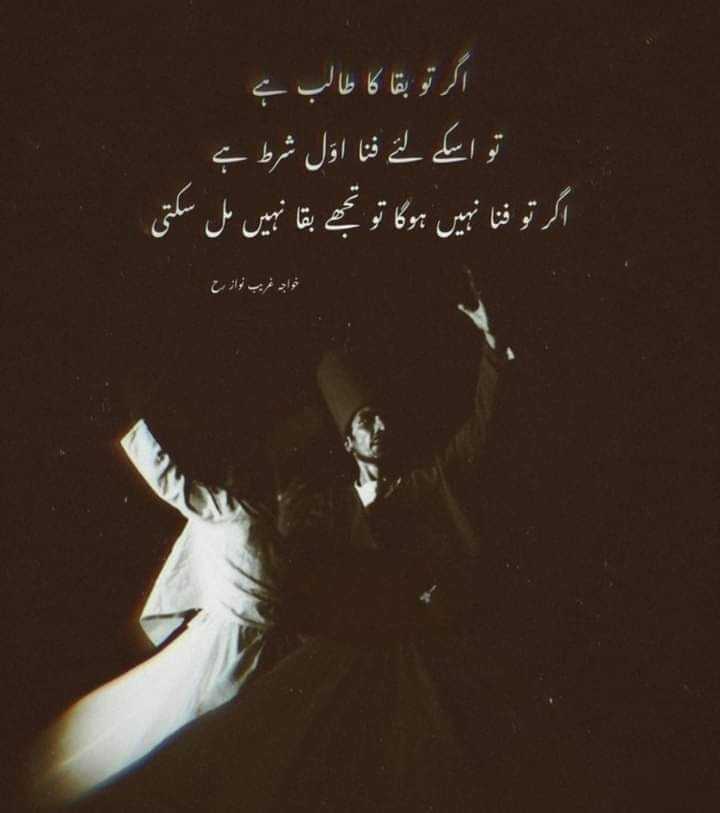 اگر تو بقا کا طالب ہے
تو اسکے لئے فنا اوّل شرط ہے
اگر تو فنا نہیں ہوگا تو تجھے بقا نہیں مل سکتی
خواجہ غریب نواز رح